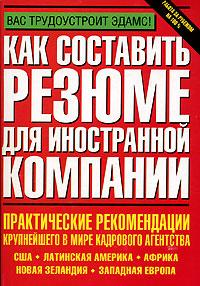 ВАС ТРУДОУСТРОИТ ЭДАМС!
КАК СОСТАВИТЬ
РЕЗЮМЕ
ДЛЯ ИНОСТРАННОЙ
КОМПАНИИ
ПРАКТИЧЕСКИЕ РЕКОМЕНДАЦИИ
КРУПНЕЙШЕГО В МИРЕ КАДРОВОГО АГЕНТСТВА
США • ЛАТИНСКАЯ АМЕРИКА • АФРИКА
НОВАЯ ЗЕЛАНДИЯ • ЗАПАДНАЯ ЕВРОПА